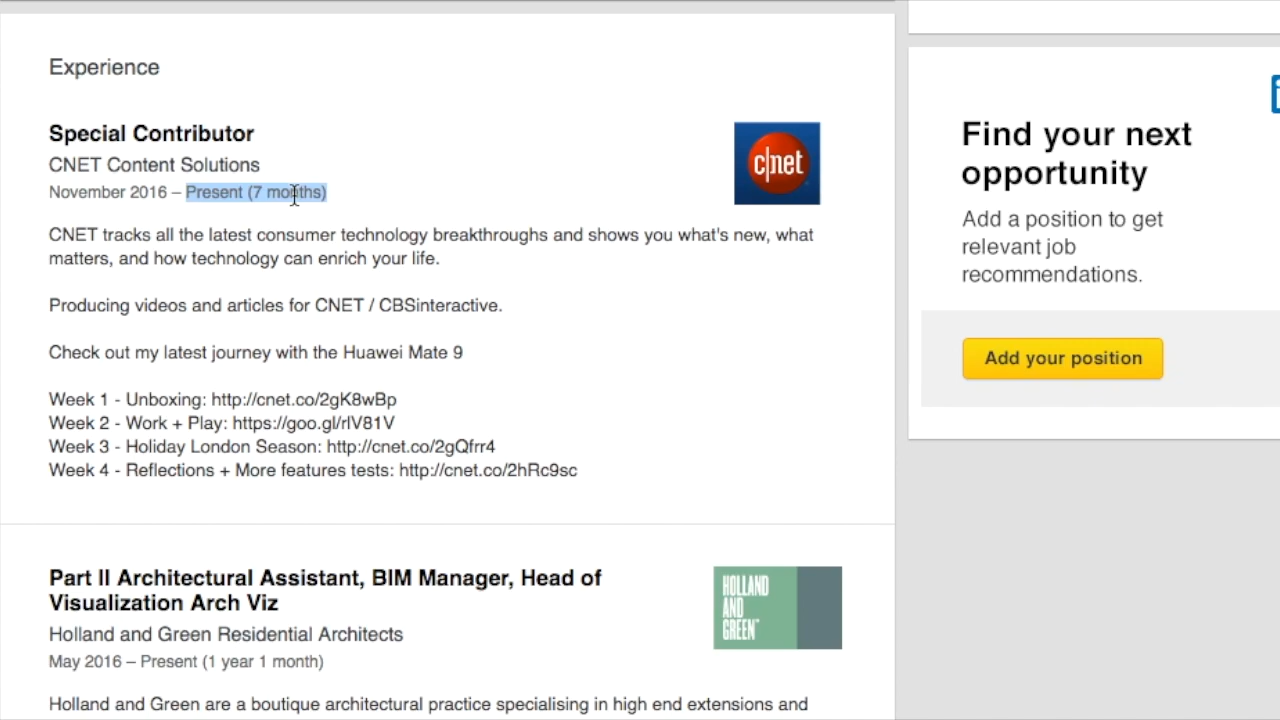 Experience
Special Contributor
CNET Content Solutions
November 2016 – Present (7 months)
c|net
CNET tracks all the latest consumer technology breakthroughs and shows you what's new, what
matters, and how technology can enrich your life.
Producing videos and articles for CNET / CBSinteractive.
Check out my latest journey with the Huawei Mate 9
Week 1 - Unboxing: http://cnet.co/2gK8wBp
Week 2 - Work + Play: https://goo.gl/rlV81V
Week 3 - Holiday London Season: http://cnet.co/2gQfrr4
Week 4 - Reflections + More features tests: http://cnet.co/2hRc9sc
Part II Architectural Assistant, BIM Manager, Head of
Visualization Arch Viz
Holland and Green Residential Architects
May 2016 – Present (1 year 1 month)
HOLLAND
AND
GREEN™
Holland and Green are a boutique architectural practice specialising in high end extensions and
Find your next
opportunity
Add a position to get
relevant job
recommendations.
Add your position